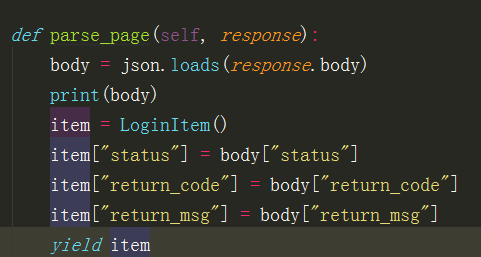 def parse_page(self, response):
    body = json.loads(response.body)
    print(body)
    item = LoginItem()
    item["status"] = body["status"]
    item["return_code"] = body["return_code"]
    item["return_msg"] = body["return_msg"]
    yield item